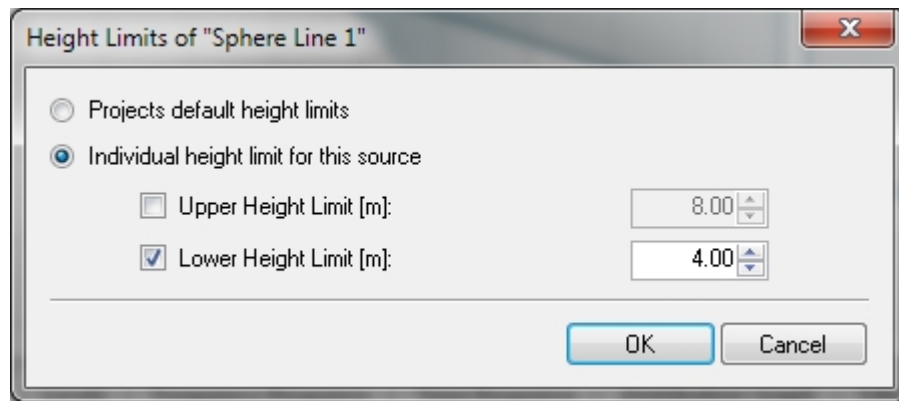 Height Limits of "Sphere Line 1"
Projects default height limits
Individual height limit for this source
Upper Height Limit [m]: 8.00
Lower Height Limit [m]: 4.00
OK Cancel